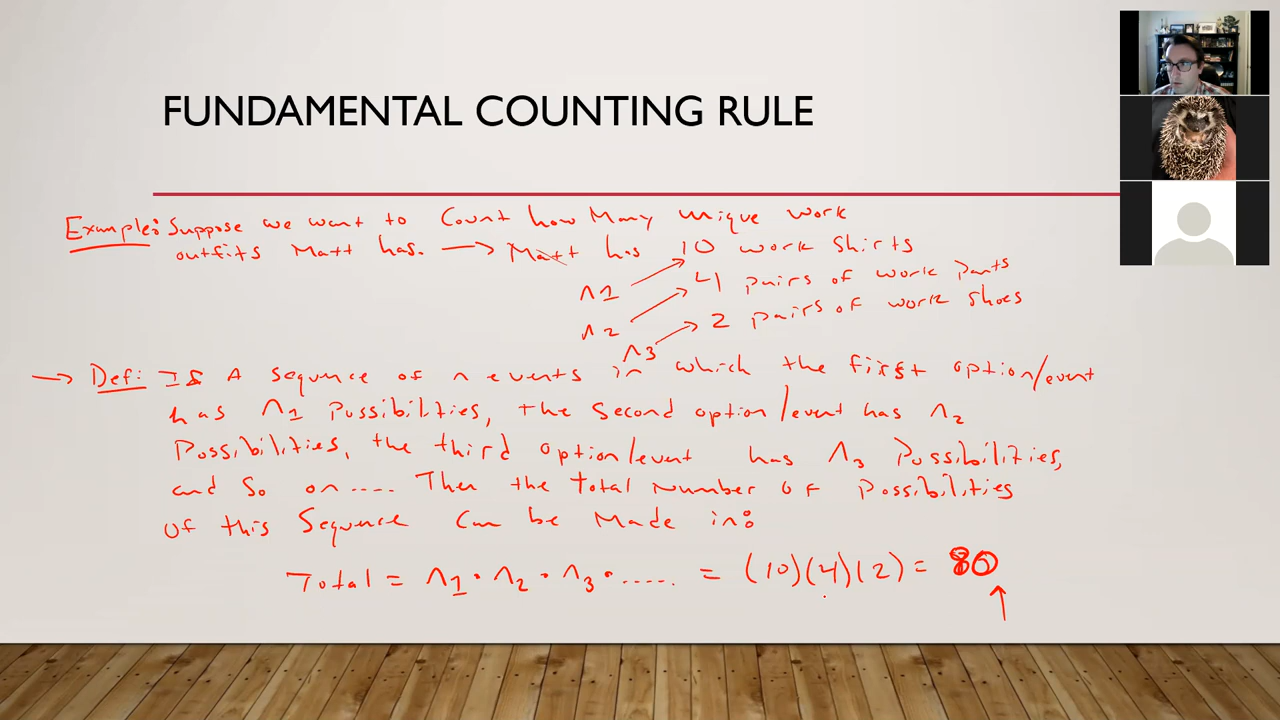 FUNDAMENTAL COUNTING RULE
Example: Suppose we want to Count how Many unique work
outfits Matt has. → Matt has 10 work shirts
n1 → 4 pairs of work pants
n2 → 2 pairs of work shoes
n3
→ Def: If A sequence of n events in which the first option/event
has n1 Possibilities, the second option/event has n2
Possibilities, the third option/event has n3 Possibilities,
and so on.... Then the total Number of Possibilities
of this Sequence Can be Made in:
Total = n1 · n2 · n3 · ..... = (10)(4)(2) = 80